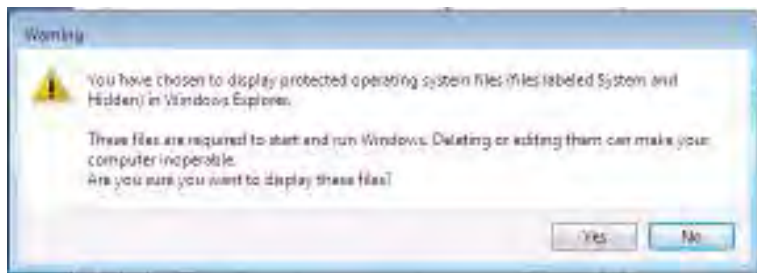 Warning
You have chosen to display protected operating system files (files labeled System and
Hidden) in Windows Explorer.
These files are required to start and run Windows. Deleting or editing them can make your
computer inoperable.
Are you sure you want to display these files?
Yes No